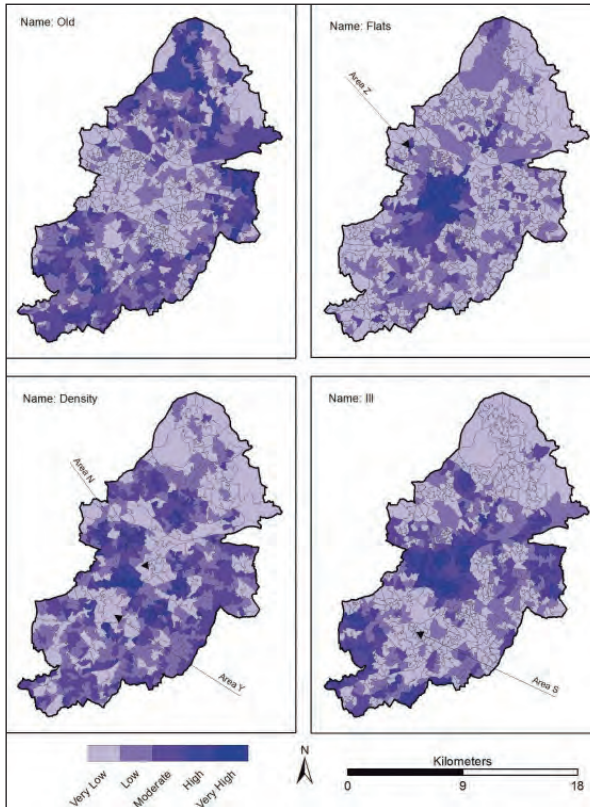 Name: Old
Name: Flats
Area Z
Name: Density
Name: Ill
Area N
Area Y
Area S
Very Low
Low
Moderate
High
Very High
N
Kilometers
0 9 18